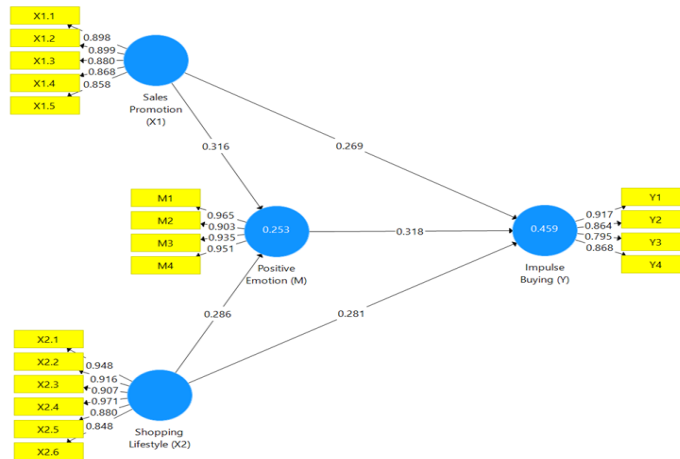 X1.1
X1.2
X1.3
X1.4
X1.5
0.898
0.899
0.880
0.868
0.858
Sales
Promotion
(X1)
0.316
0.269
M1
M2
M3
M4
0.965
0.903
0.935
0.951
0.253
Positive
Emotion (M)
0.318
0.459
Impulse
Buying (Y)
0.917
0.864
0.795
0.868
Y1
Y2
Y3
Y4
0.286
0.281
X2.1
X2.2
X2.3
X2.4
X2.5
X2.6
0.948
0.916
0.907
0.971
0.880
0.848
Shopping
Lifestyle (X2)